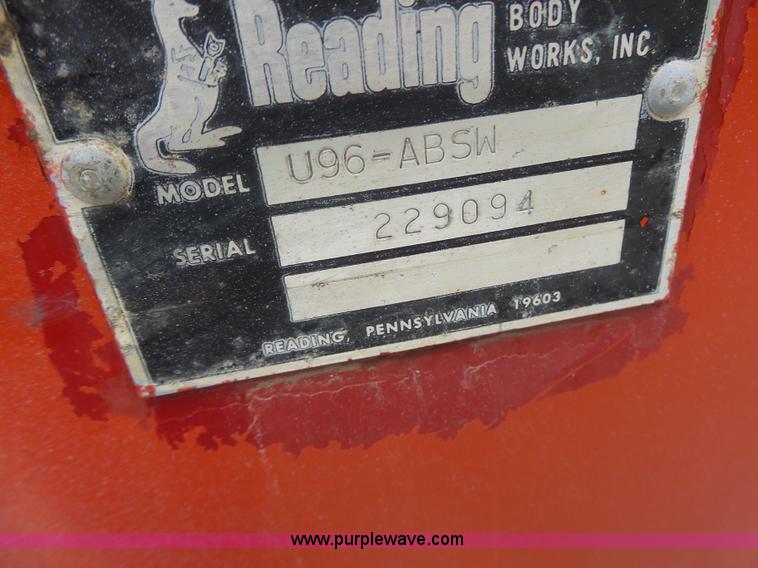 Reading BODY
WORKS, INC.
MODEL U96-ABSW
SERIAL 229094
READING, PENNSYLVANIA 19603
www.purplewave.com